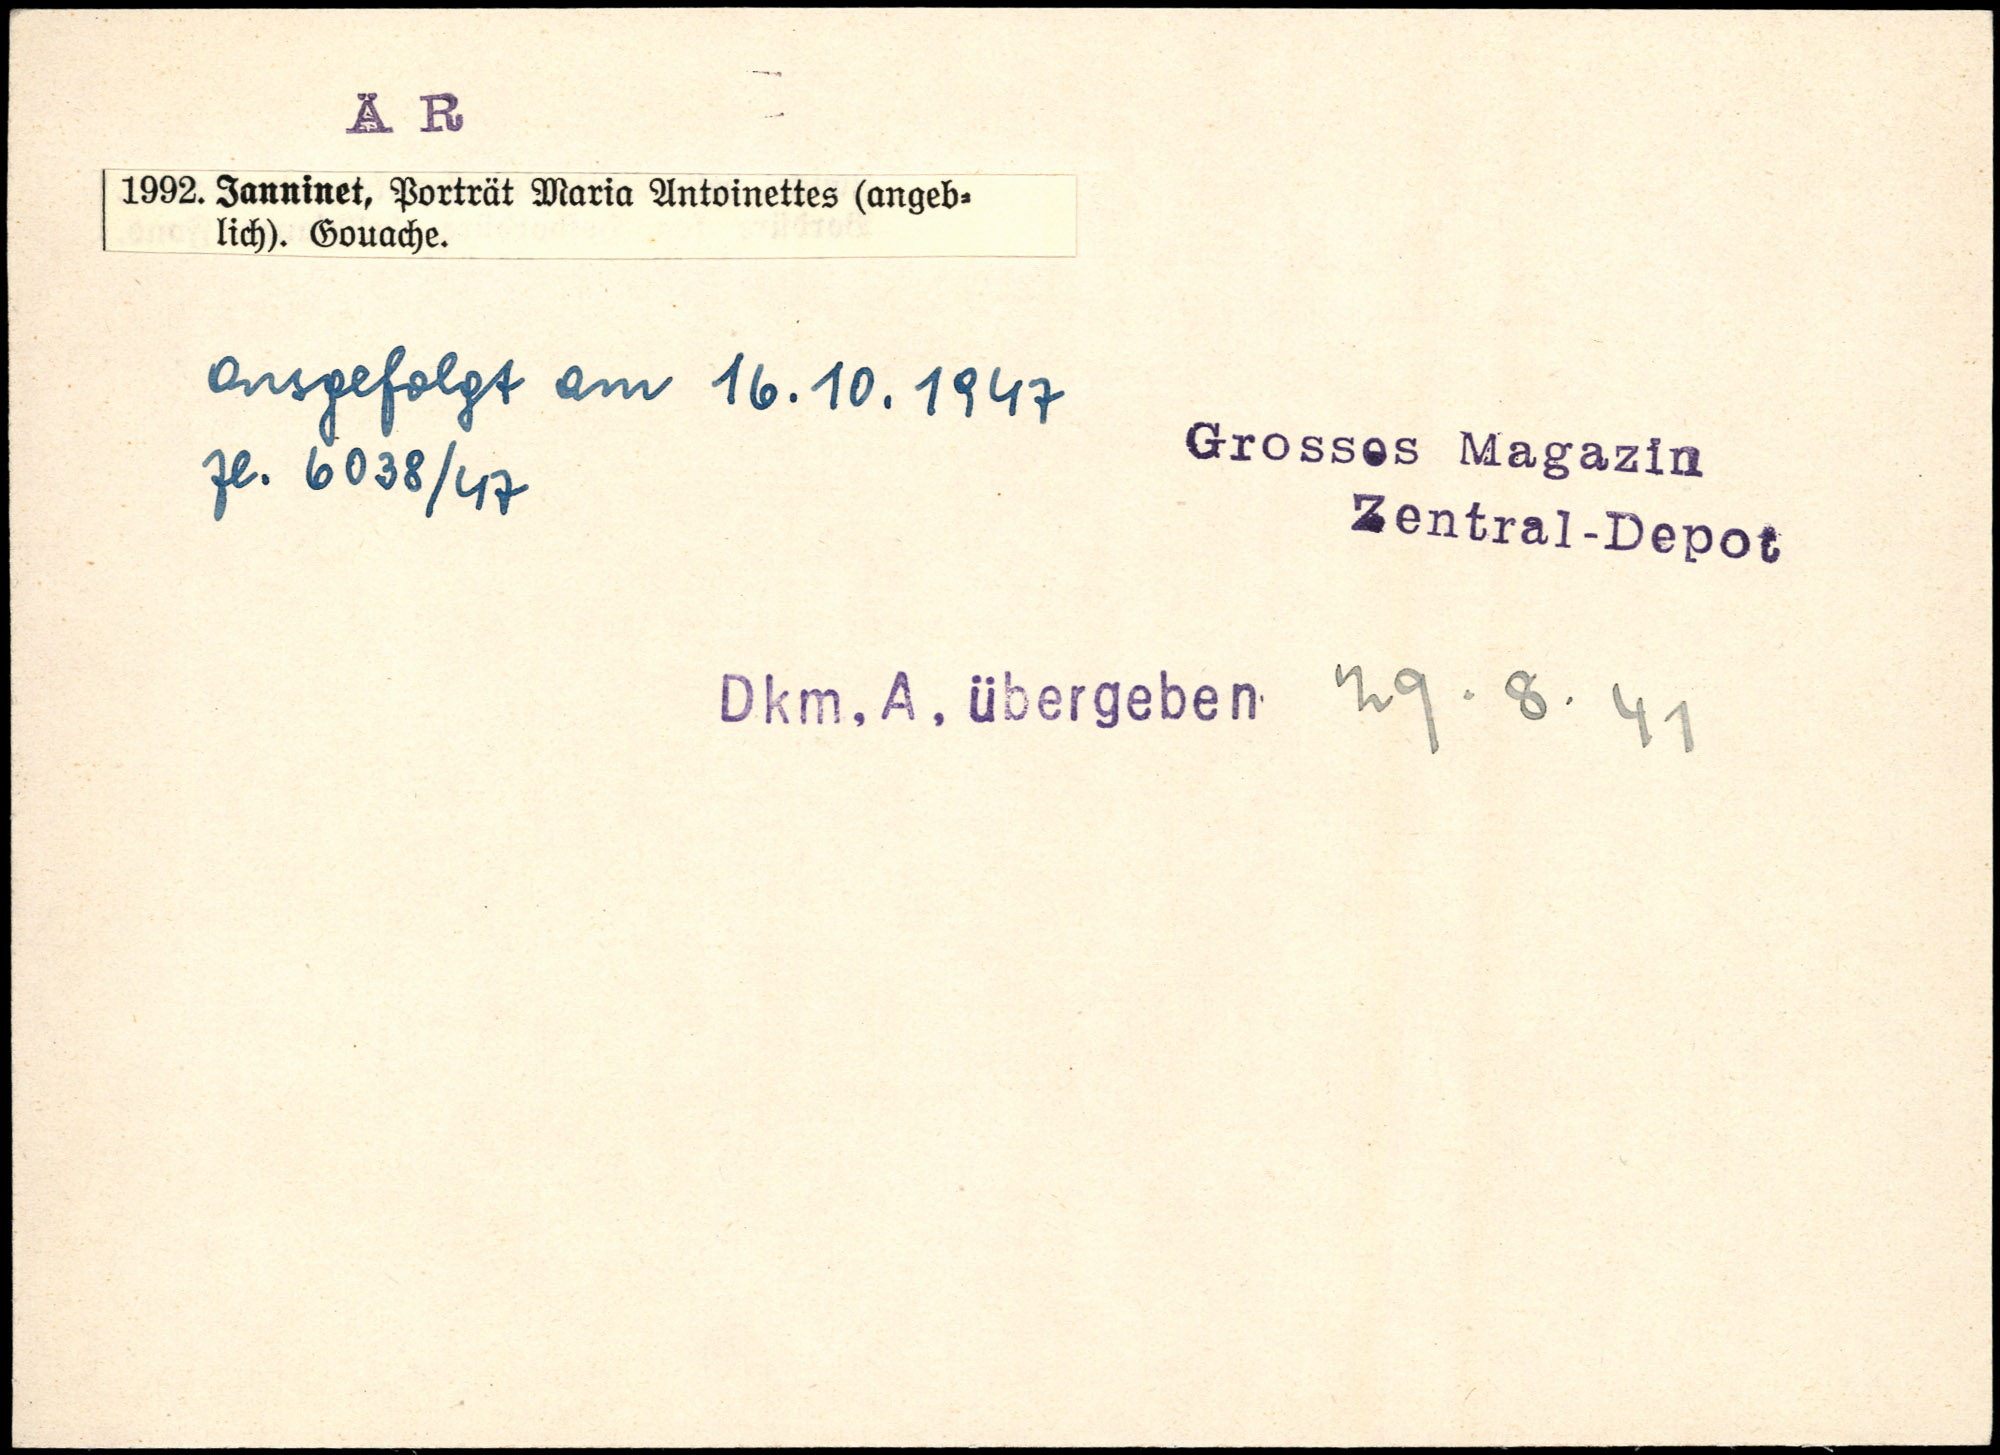 Ä R
1992. Janninet, Porträt Maria Antoinettes (angeb-
lich). Gouache.
ausgefolgt am 16.10.1947
Zl. 6038/47
Grosses Magazin
Zentral-Depot
Dkm. A. übergeben 29.8.41